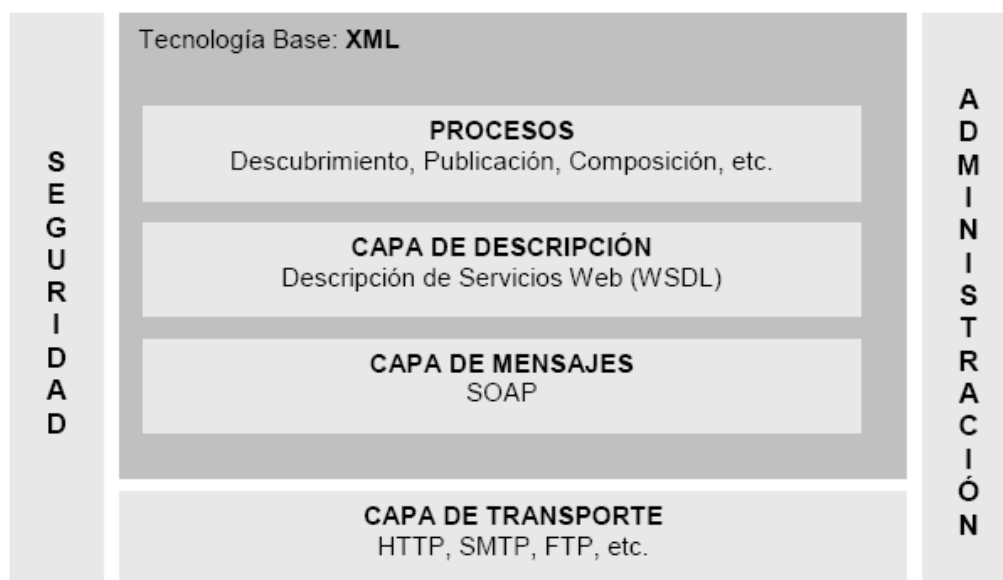 SEGURIDAD
Tecnología Base: XML
PROCESOS
Descubrimiento, Publicación, Composición, etc.
CAPA DE DESCRIPCIÓN
Descripción de Servicios Web (WSDL)
CAPA DE MENSAJES
SOAP
CAPA DE TRANSPORTE
HTTP, SMTP, FTP, etc.
ADMINISTRACIÓN